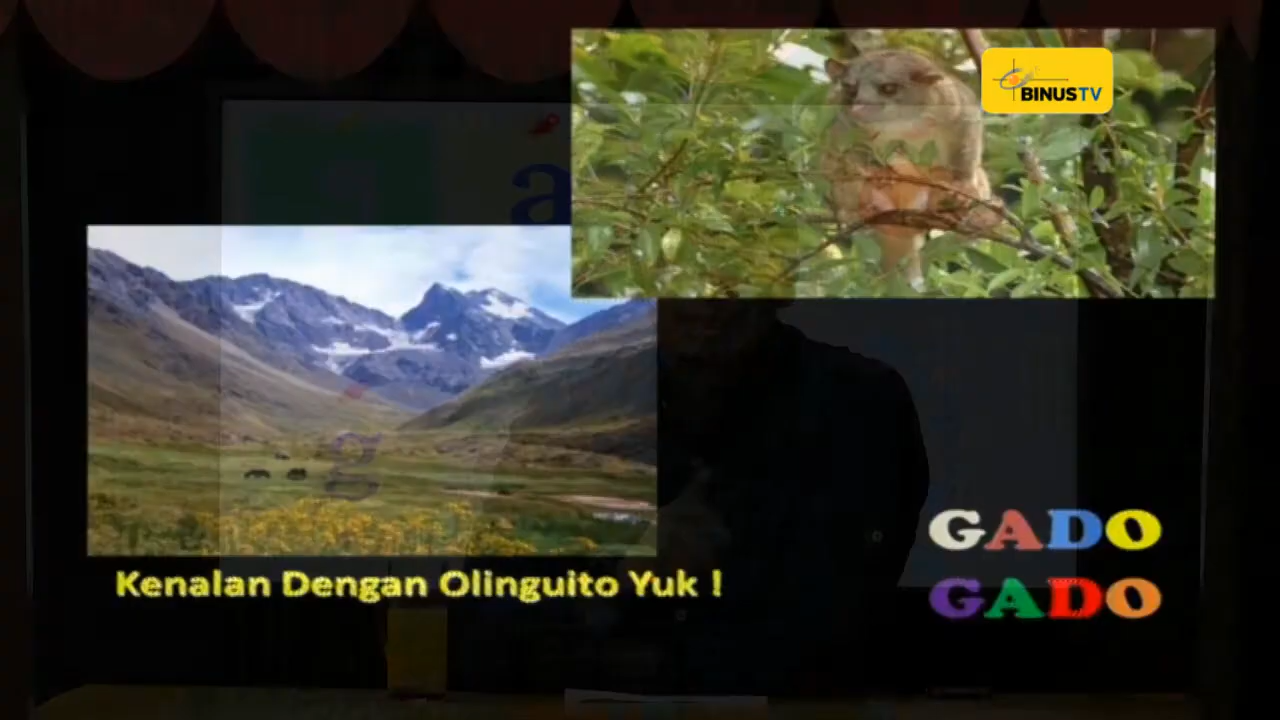 BINUSTV
a
g
Kenalan Dengan Olinguito Yuk !
GADO
GADO